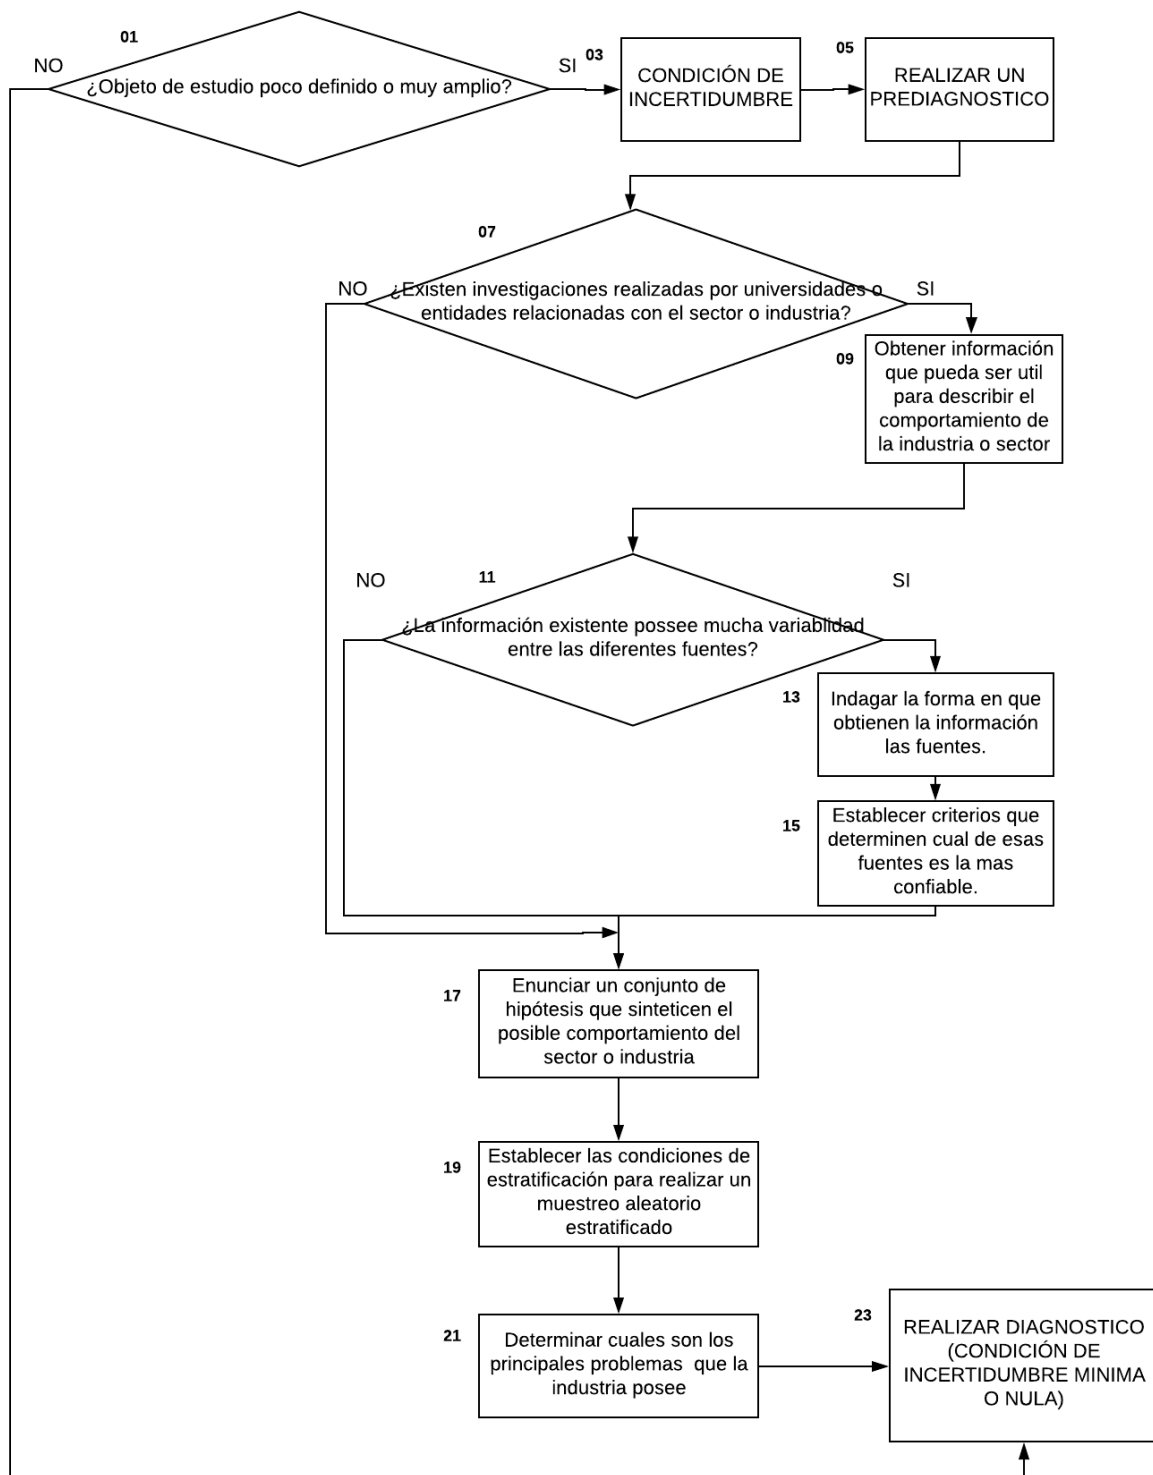 01
NO
¿Objeto de estudio poco definido o muy amplio?
SI
03
CONDICIÓN DE
INCERTIDUMBRE
05
REALIZAR UN
PREDIAGNOSTICO
07
NO
¿Existen investigaciones realizadas por universidades o
entidades relacionadas con el sector o industria?
SI
09
Obtener información
que pueda ser util
para describir el
comportamiento de
la industria o sector
11
NO
¿La información existente possee mucha variablidad
entre las diferentes fuentes?
SI
13
Indagar la forma en que
obtienen la información
las fuentes.
15
Establecer criterios que
determinen cual de esas
fuentes es la mas
confiable.
17
Enunciar un conjunto de
hipótesis que sinteticen el
posible comportamiento del
sector o industria
19
Establecer las condiciones de
estratificación para realizar un
muestreo aleatorio
estratificado
21
Determinar cuales son los
principales problemas  que la
industria posee
23
REALIZAR DIAGNOSTICO
(CONDICIÓN DE
INCERTIDUMBRE MINIMA
O NULA)